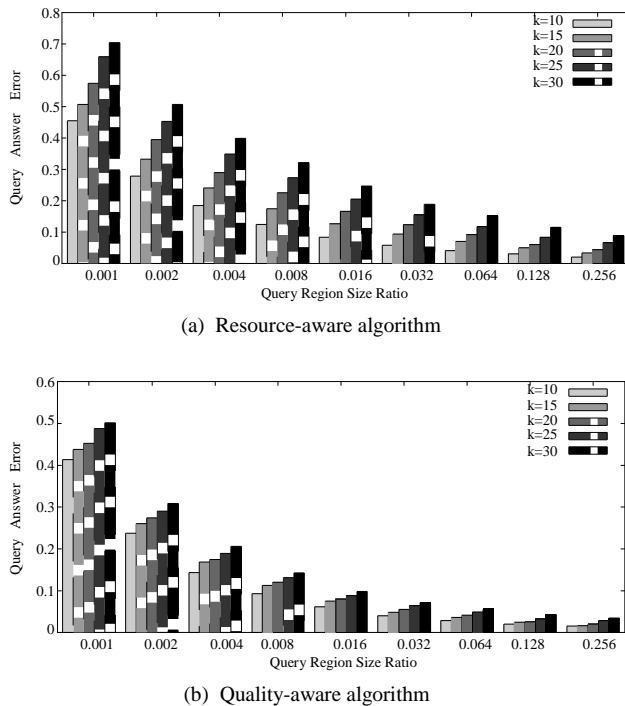 0.8
0.7
0.6
0.5
0.4
0.3
0.2
0.1
0
Query Answer Error
k=10
k=15
k=20
k=25
k=30
0.001 0.002 0.004 0.008 0.016 0.032 0.064 0.128 0.256
Query Region Size Ratio
(a) Resource-aware algorithm
0.6
0.5
0.4
0.3
0.2
0.1
0
Query Answer Error
k=10
k=15
k=20
k=25
k=30
0.001 0.002 0.004 0.008 0.016 0.032 0.064 0.128 0.256
Query Region Size Ratio
(b) Quality-aware algorithm